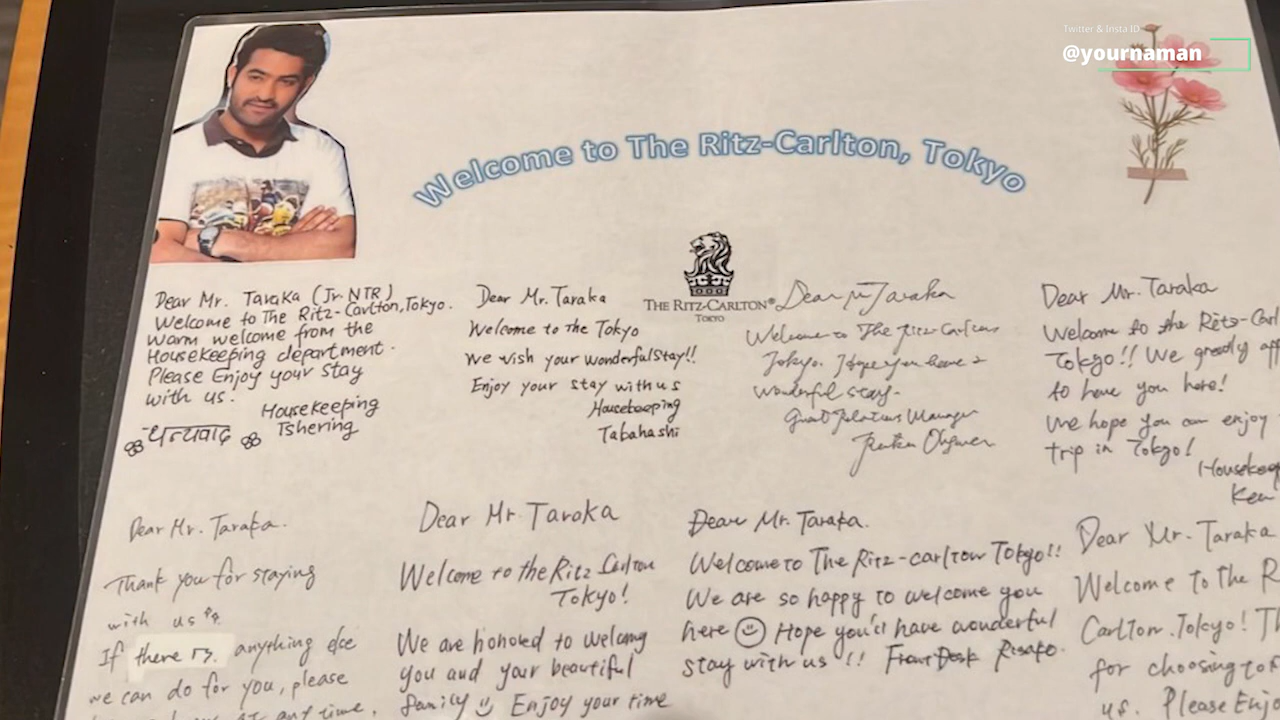 Twitter & Insta ID
@yournaman
Welcome to The Ritz-Carlton, Tokyo
THE RITZ-CARLTON®
TOKYO
Dear Mr. Taraka (Jr. NTR)
Welcome to The Ritz-Carlton, Tokyo.
Warm welcome from the
Housekeeping department.
Please Enjoy your stay
with us.
Housekeeping
Tshering
धन्यवाद
Dear Mr. Taraka
Welcome to the Tokyo
We wish your wonderful stay!!
Enjoy your stay with us
Housekeeping
Tabahashi
Dear Mr Taraka
Welcome to The Ritz-Carlton
Tokyo. Hope you have a
wonderful stay.
Guest Relations Manager
Dear Mr. Taraka
Welcome to the Rits-Carl
Tokyo!! We greatly app
to have you here!
We hope you can enjoy
trip in Tokyo!
Housekeep
Ken
Dear Mr. Taraka.
Thank you for staying
with us
If there is anything else
we can do for you, please
any time.
Dear Mr. Taraka
Welcome to the Ritz Carlton
Tokyo!
We are honored to welcomg
you and your beautiful
family Enjoy your time
Dear Mr. Taraka.
Welcome to The Ritz-carlton Tokyo!!
We are so happy to welcome you
here Hope you'll have wonderful
stay with us !! Front Desk
Dear Mr. Taraka
Welcome to the R
Carlton, Tokyo! Th
for choosing to
us. Please Enjo